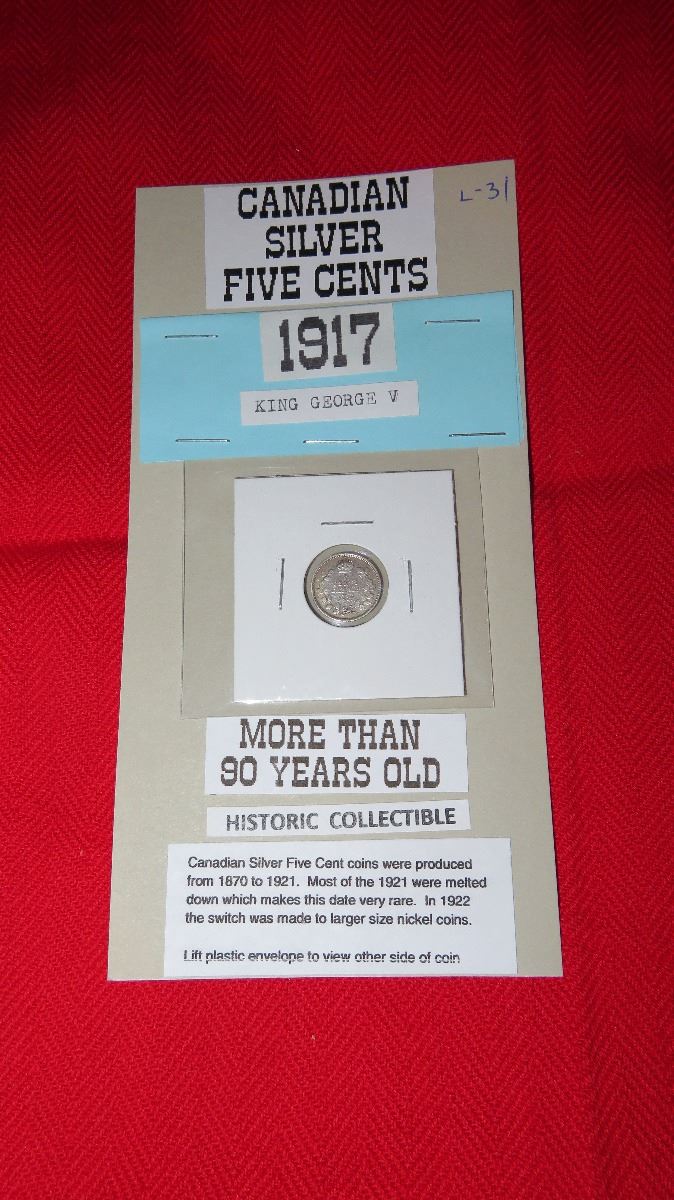 CANADIAN
SILVER
FIVE CENTS
L-31
1917
KING GEORGE V
MORE THAN
90 YEARS OLD
HISTORIC COLLECTIBLE
Canadian Silver Five Cent coins were produced
from 1870 to 1921. Most of the 1921 were melted
down which makes this date very rare. In 1922
the switch was made to larger size nickel coins.
Lift plastic envelope to view other side of coin